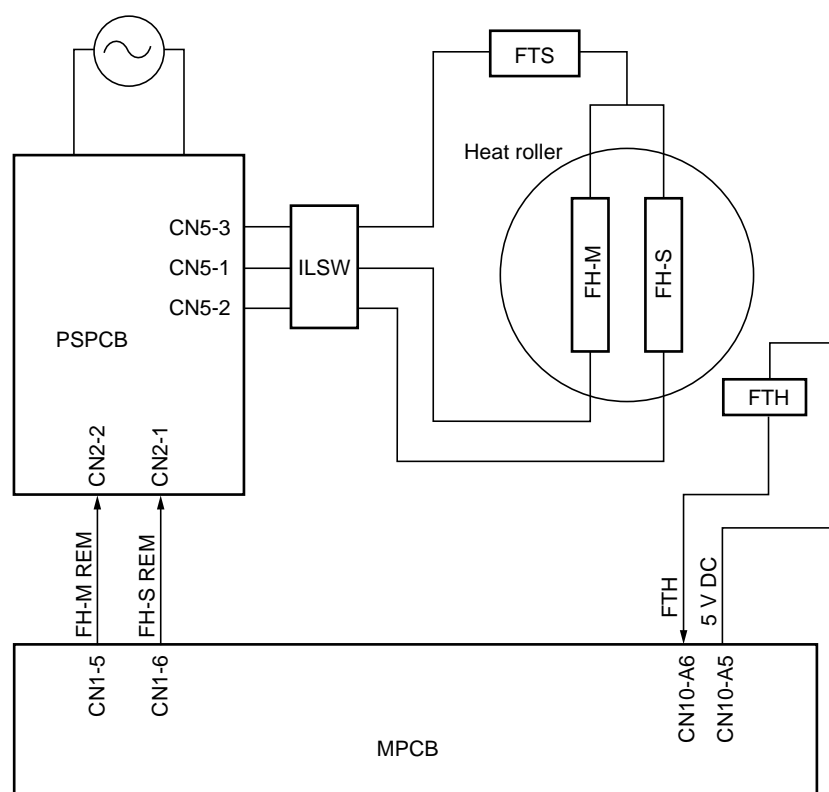 FTS
Heat roller
CN5-3
CN5-1
ILSW
CN5-2
FH-M
FH-S
PSPCB
FTH
CN2-2
CN2-1
FH-M REM
FH-S REM
FTH
5 V DC
CN1-5
CN1-6
CN10-A6
CN10-A5
MPCB